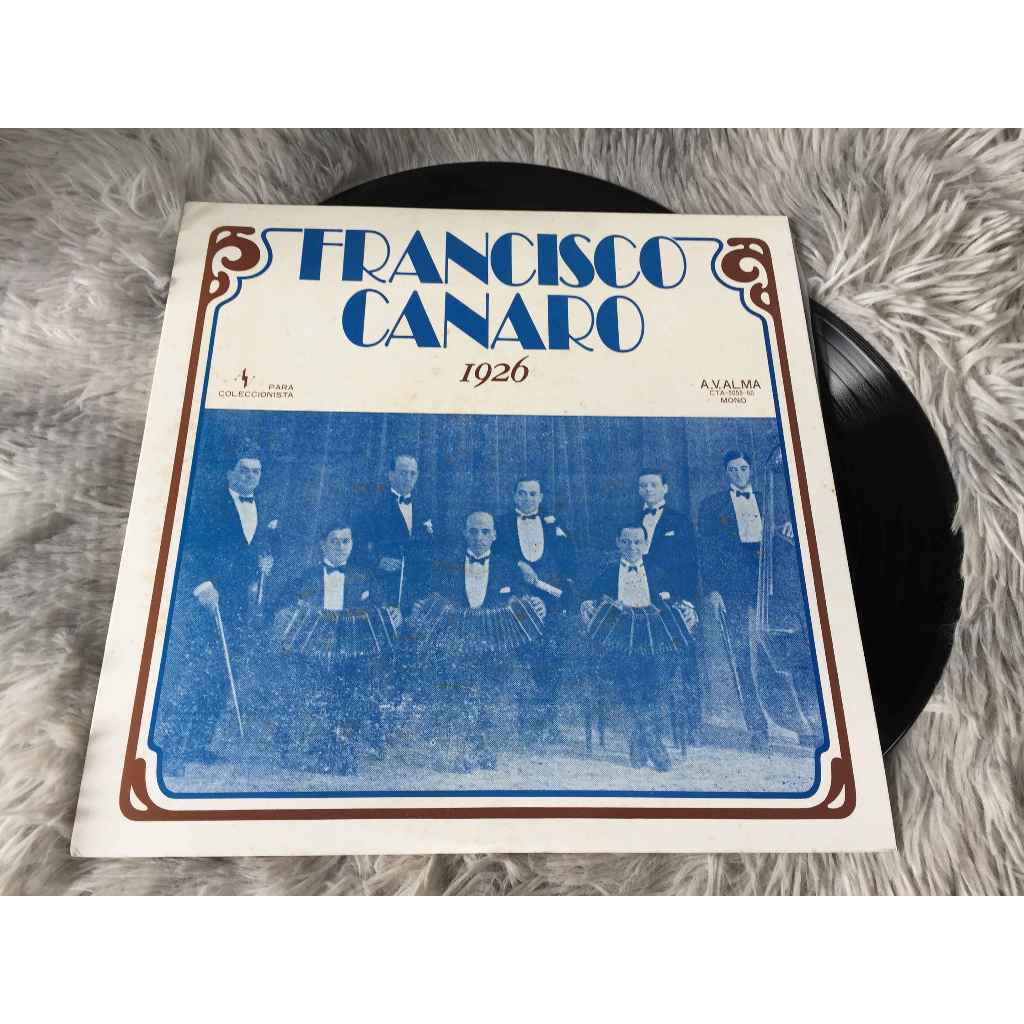 FRANCISCO
CANARO
1926
PARA
COLECCIONISTA
A.V. ALMA
MONO